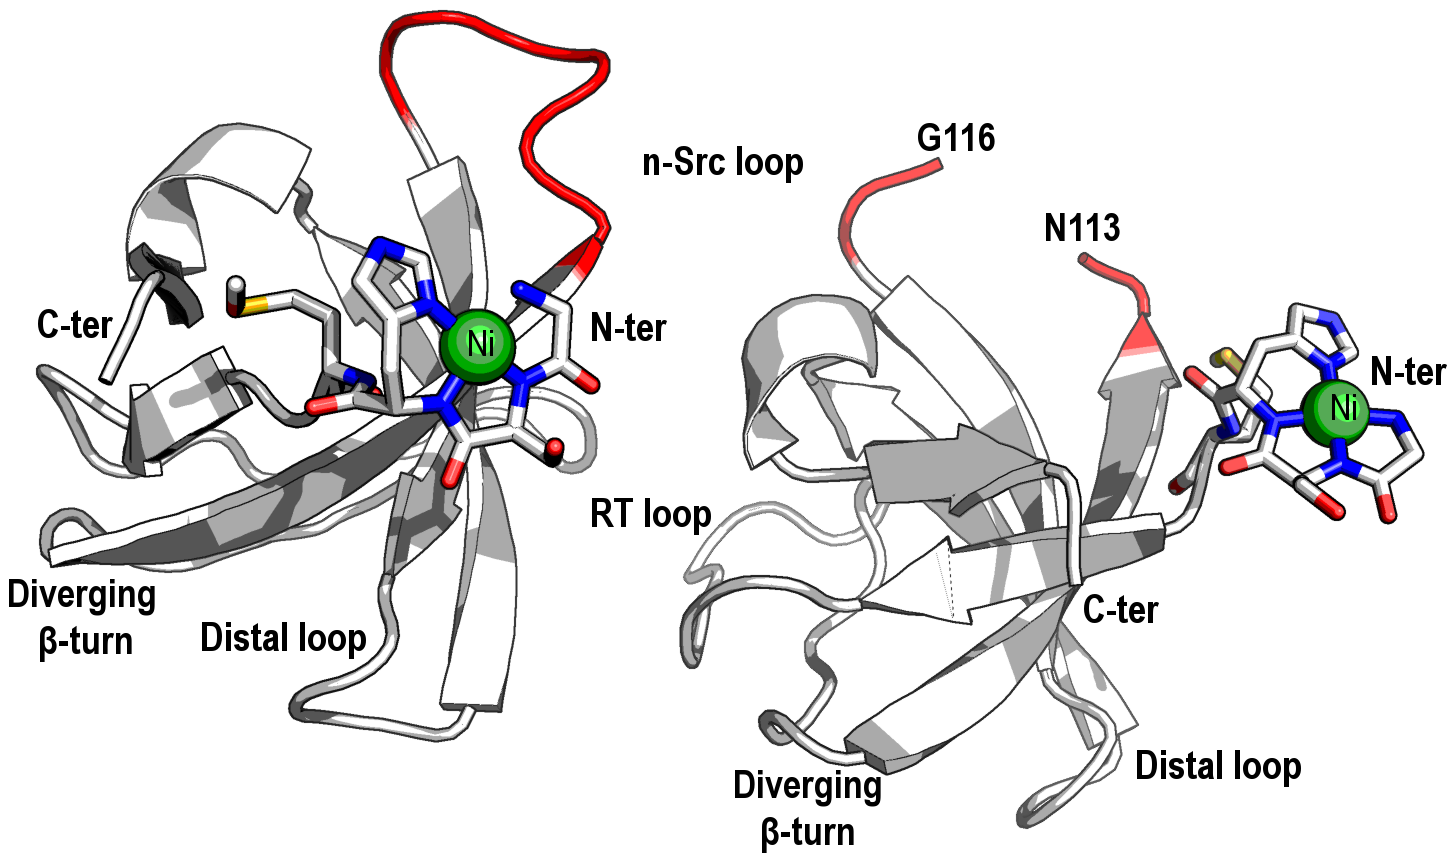 n-Src loop
C-ter
Ni
N-ter
RT loop
Diverging
β-turn
Distal loop
G116
N113
Ni
N-ter
C-ter
Diverging
β-turn
Distal loop